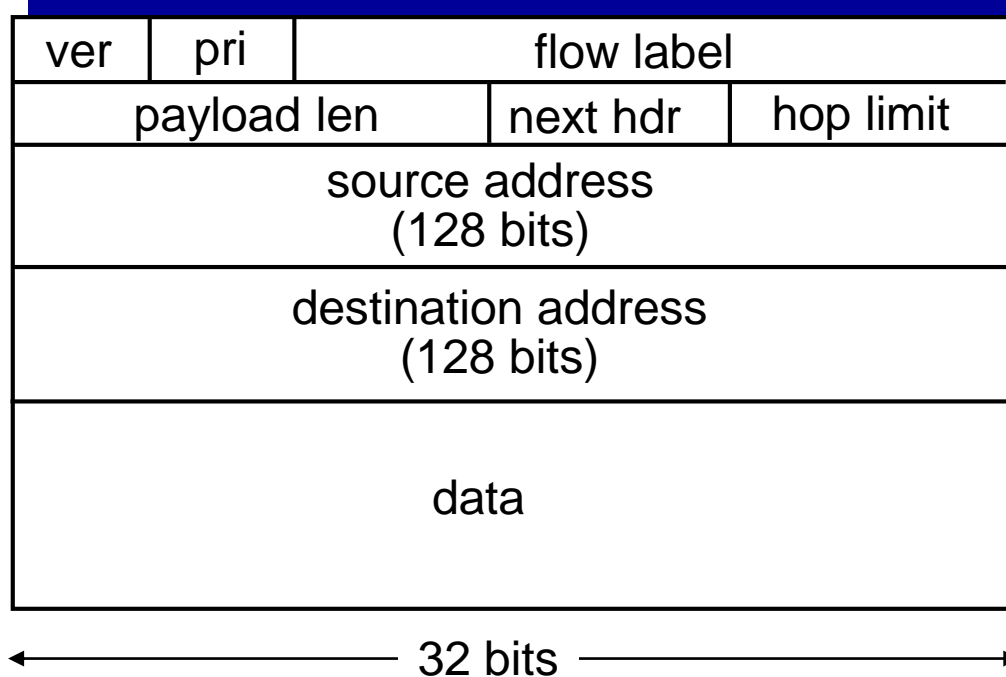 ver pri flow label
payload len next hdr hop limit
source address
(128 bits)
destination address
(128 bits)
data
32 bits